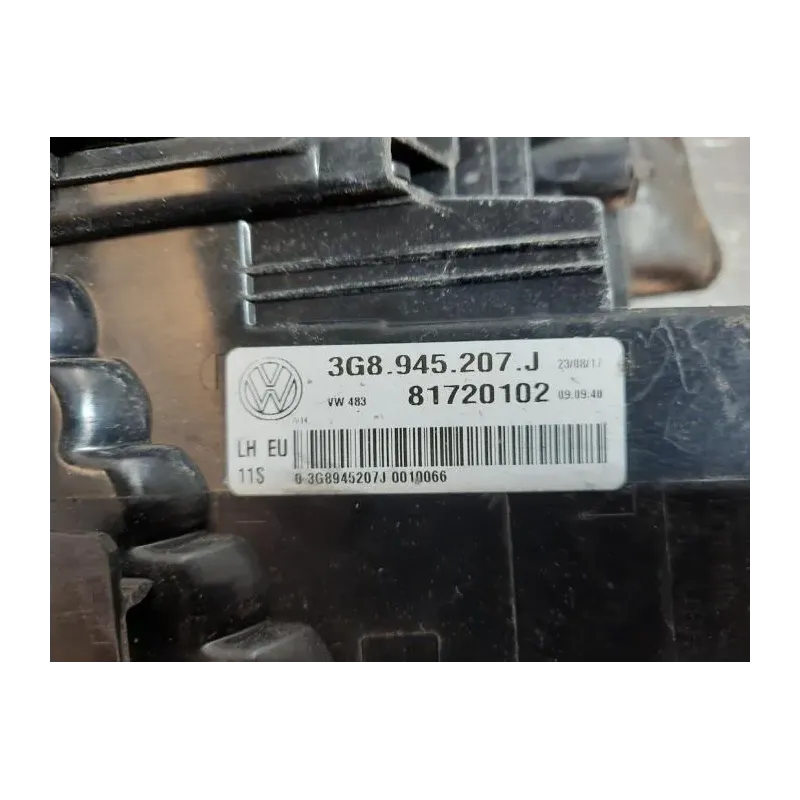 3G8.945.207.J 23/08/17
VW 483 81720102 09.09.40
LH EU
11S 0 3G8945207J 0010066